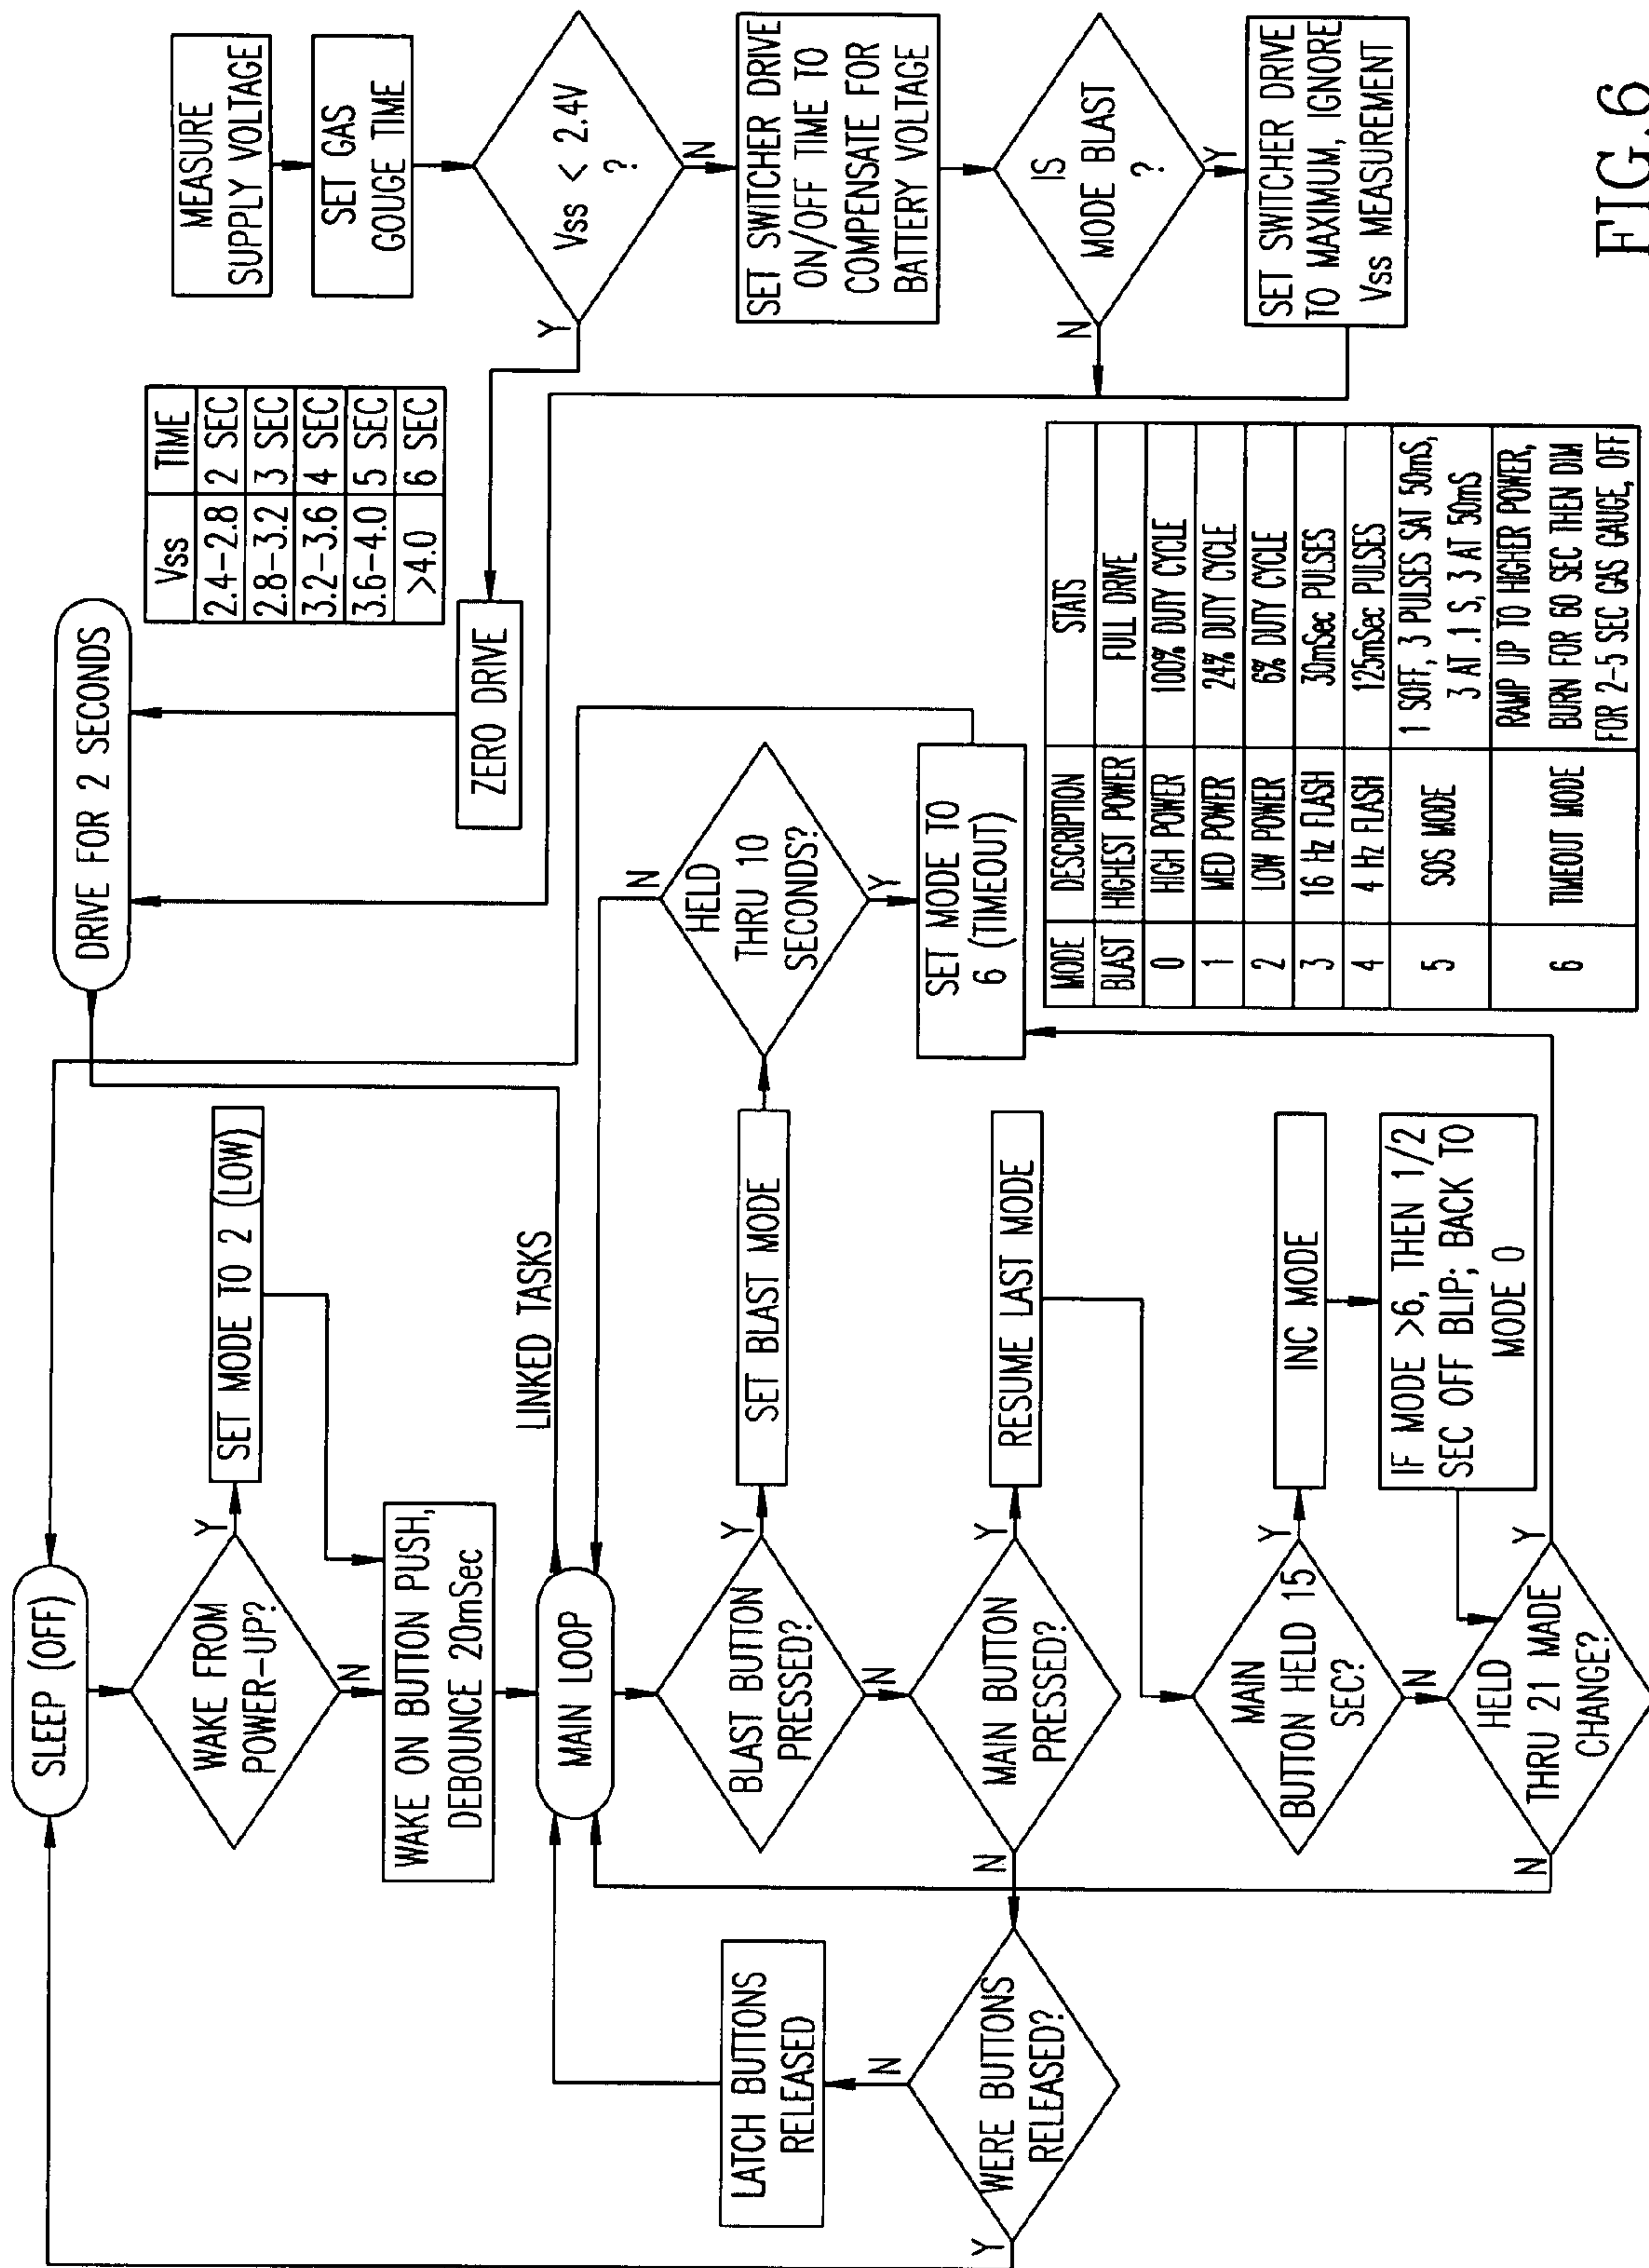 SLEEP (OFF)
WAKE FROM
POWER-UP?
Y
N
SET MODE TO 2 (LOW)
WAKE ON BUTTON PUSH,
DEBOUNCE 20mSec
MAIN LOOP
LINKED TASKS
BLAST BUTTON
PRESSED?
Y
N
SET BLAST MODE
HELD
THRU 10
SECONDS?
N
Y
SET MODE TO
6 (TIMEOUT)
MAIN BUTTON
PRESSED?
Y
N
RESUME LAST MODE
WERE BUTTONS
RELEASED?
Y
N
LATCH BUTTONS
RELEASED
MAIN
BUTTON HELD 15
SEC?
Y
N
INC MODE
IF MODE >6, THEN 1/2
SEC OFF BLIP; BACK TO
MODE 0
HELD
THRU 21 MADE
CHANGE?
Y
N
DRIVE FOR 2 SECONDS
ZERO DRIVE
Vss TIME
2.4-2.8 2 SEC
2.8-3.2 3 SEC
3.2-3.6 4 SEC
3.6-4.0 5 SEC
>4.0 6 SEC
MEASURE
SUPPLY VOLTAGE
SET GAS
GOUGE TIME
Vss < 2.4V
?
Y
N
SET SWITCHER DRIVE
ON/OFF TIME TO
COMPENSATE FOR
BATTERY VOLTAGE
IS
MODE BLAST
?
N
Y
SET SWITCHER DRIVE
TO MAXIMUM, IGNORE
Vss MEASUREMENT
MODE DESCRIPTION STATS
BLAST HIGHEST POWER FULL DRIVE
0 HIGH POWER 100% DUTY CYCLE
1 MED POWER 24% DUTY CYCLE
2 LOW POWER 6% DUTY CYCLE
3 16 Hz FLASH 30mSec PULSES
4 4 Hz FLASH 125mSec PULSES
5 SOS MODE 1 SOFF, 3 PULSES SAT 50mS,
3 AT .1 S, 3 AT 50mS
6 TIMEOUT MODE RAMP UP TO HIGHER POWER,
BURN FOR 60 SEC THEN DIM
FOR 2-5 SEC GAS GAUGE, OFF
FIG.6